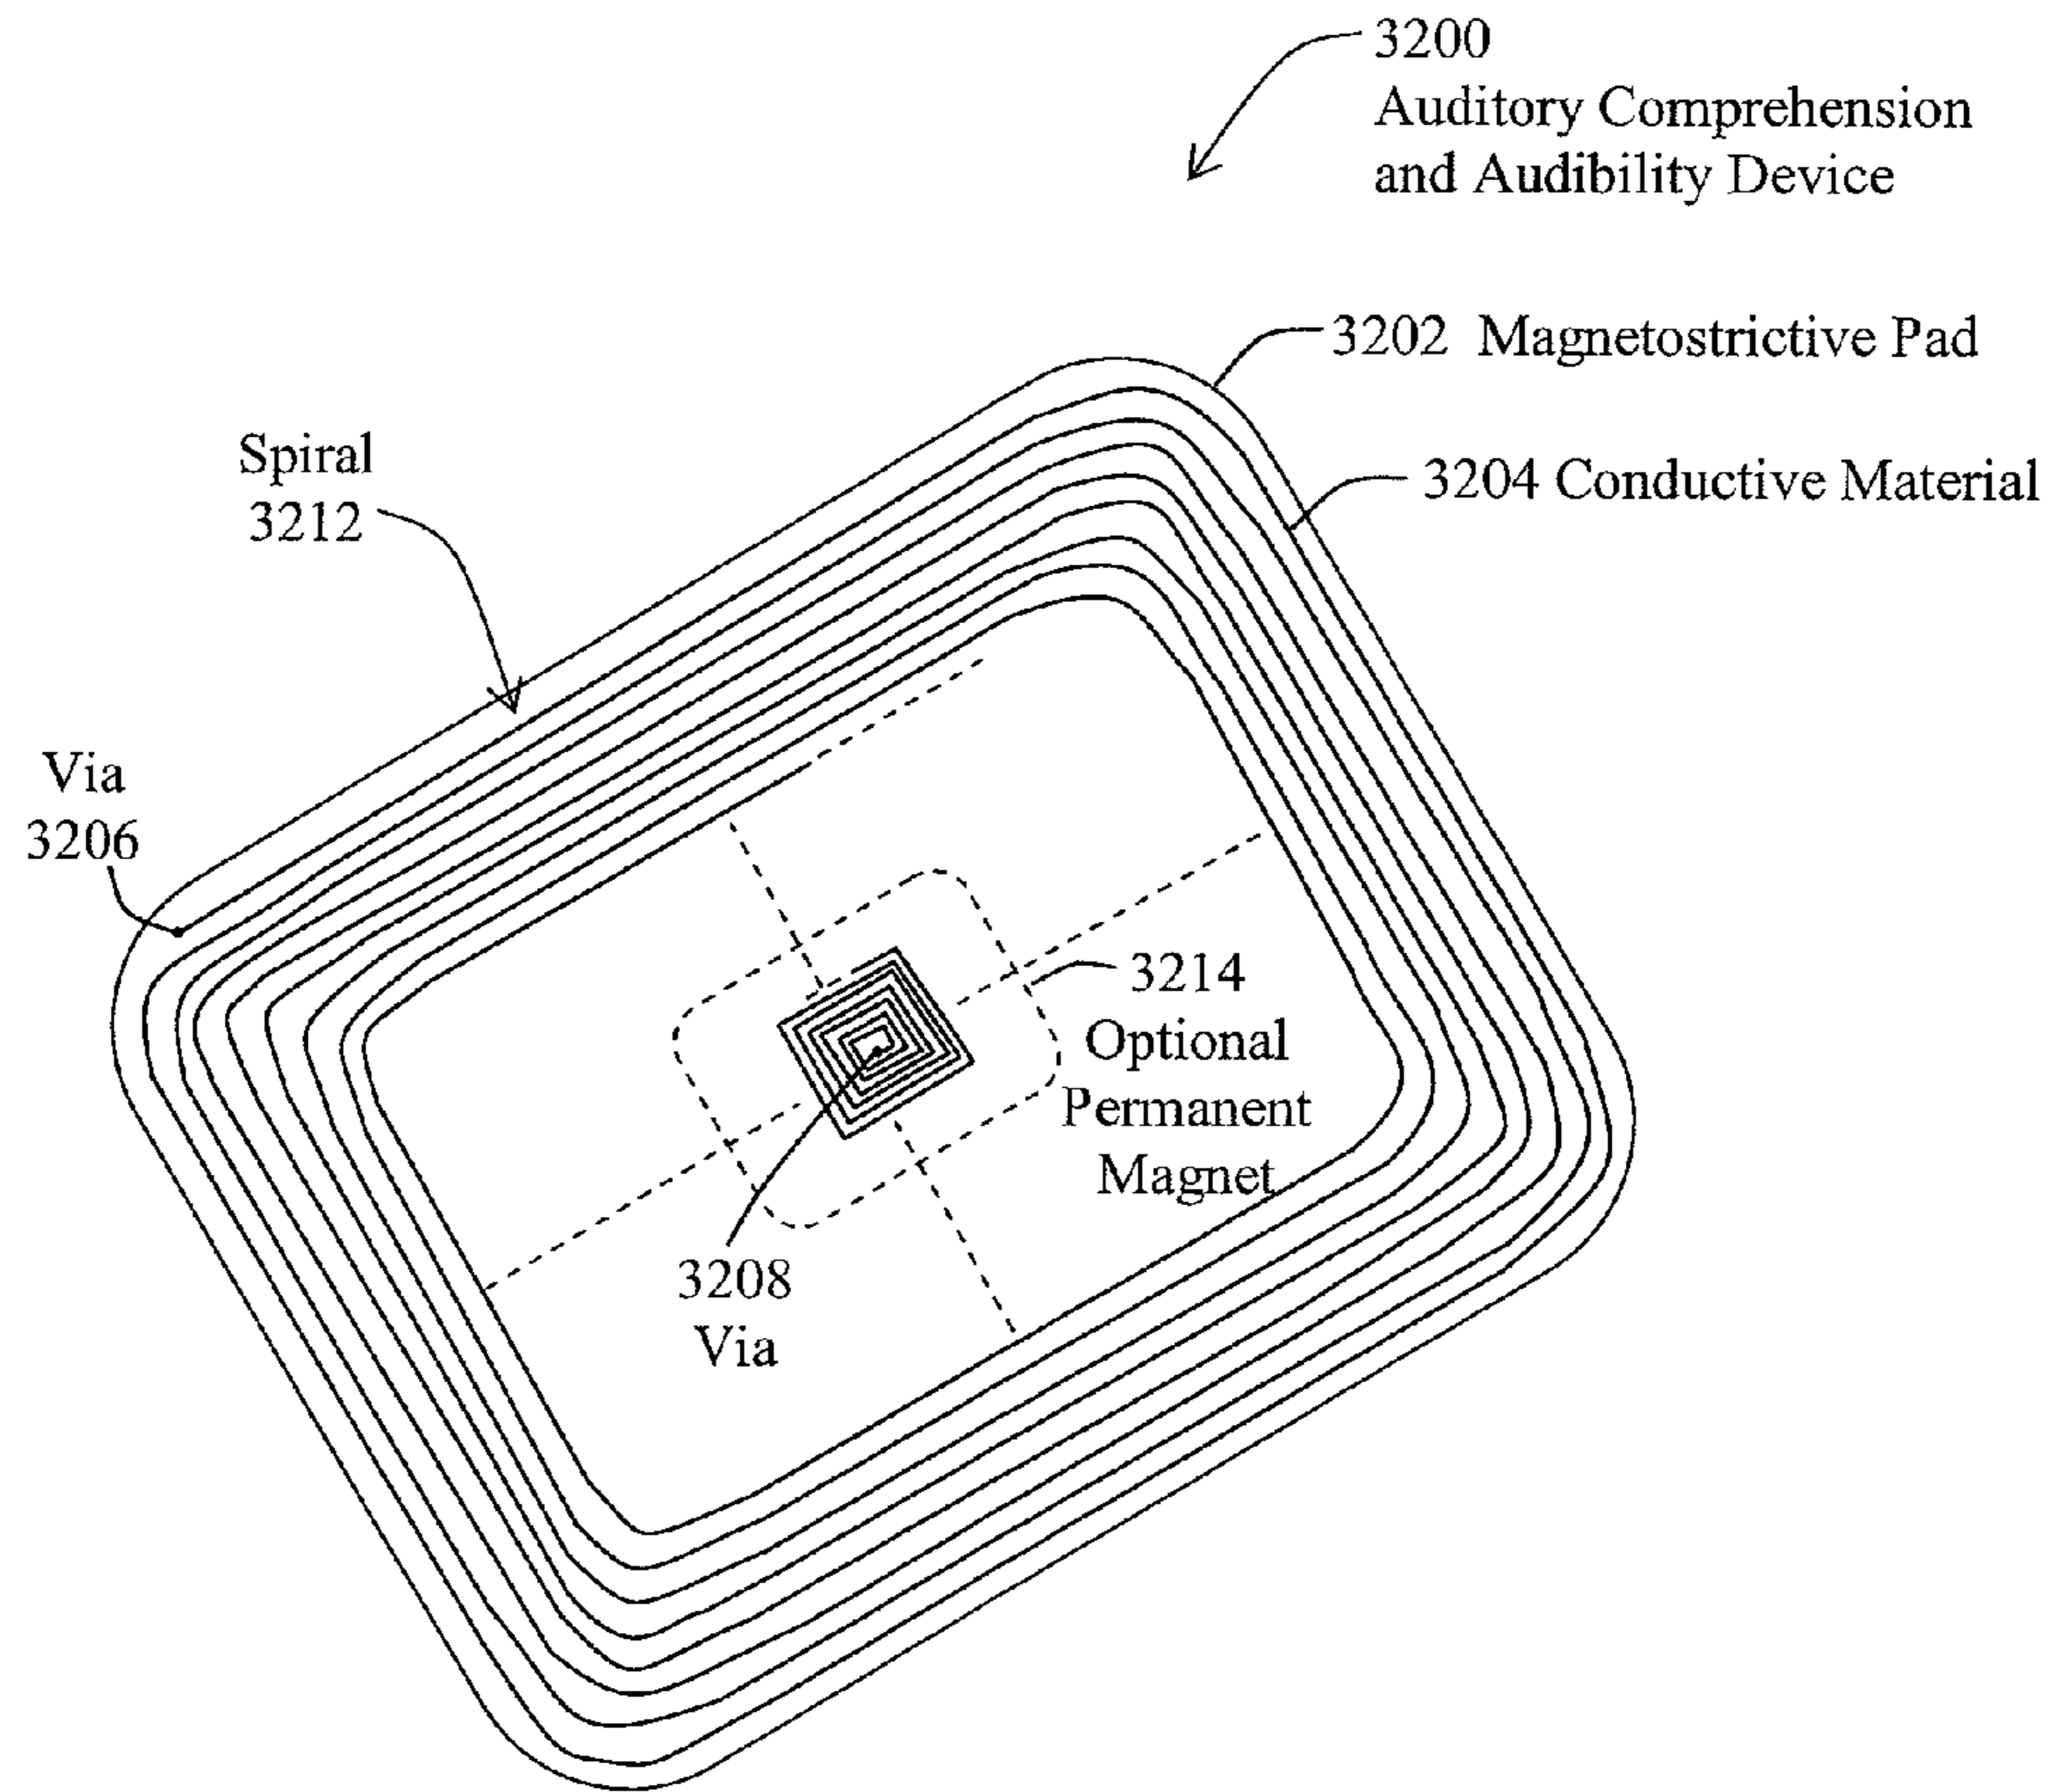 3200
Auditory Comprehension
and Audibility Device
3202 Magnetostrictive Pad
Spiral
3212
3204 Conductive Material
Via
3206
3214
Optional
Permanent
Magnet
3208
Via